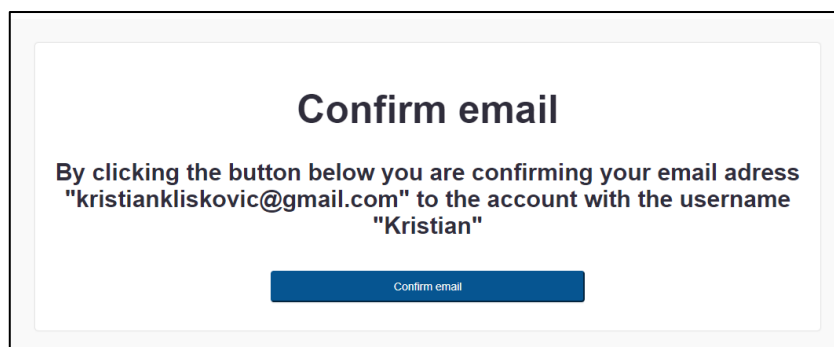 Confirm email
By clicking the button below you are confirming your email adress
"kristiankliskovic@gmail.com" to the account with the username
"Kristian"
Confirm email